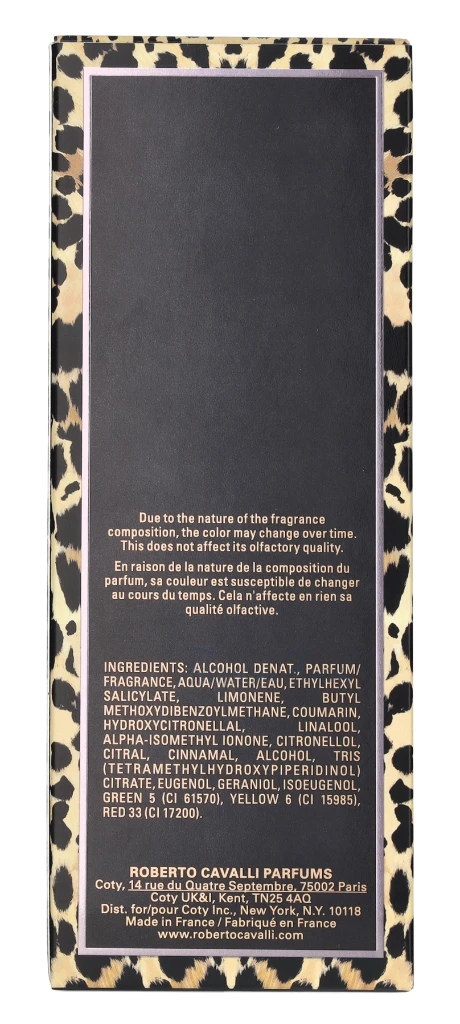 Due to the nature of the fragrance
composition, the color may change over time.
This does not affect its olfactory quality.
En raison de la nature de la composition du
parfum, sa couleur est susceptible de changer
au cours du temps. Cela n'affecte en rien sa
qualité olfactive.
INGREDIENTS: ALCOHOL DENAT., PARFUM/
FRAGRANCE, AQUA/WATER/EAU, ETHYLHEXYL
SALICYLATE, LIMONENE, BUTYL
METHOXYDIBENZOYLMETHANE, COUMARIN,
HYDROXYCITRONELLAL, LINALOOL,
ALPHA-ISOMETHYL IONONE, CITRONELLOL,
CITRAL, CINNAMAL, ALCOHOL, TRIS
(TETRAMETHYLHYDROXYPIPERIDINOL)
CITRATE, EUGENOL, GERANIOL, ISOEUGENOL,
GREEN 5 (CI 61570), YELLOW 6 (CI 15985),
RED 33 (CI 17200).
ROBERTO CAVALLI PARFUMS
Coty, 14 rue du Quatre Septembre, 75002 Paris
Coty UK&I, Kent, TN25 4AQ
Dist. for/pour Coty Inc., New York, N.Y. 10118
Made in France / Fabriqué en France
www.robertocavalli.com